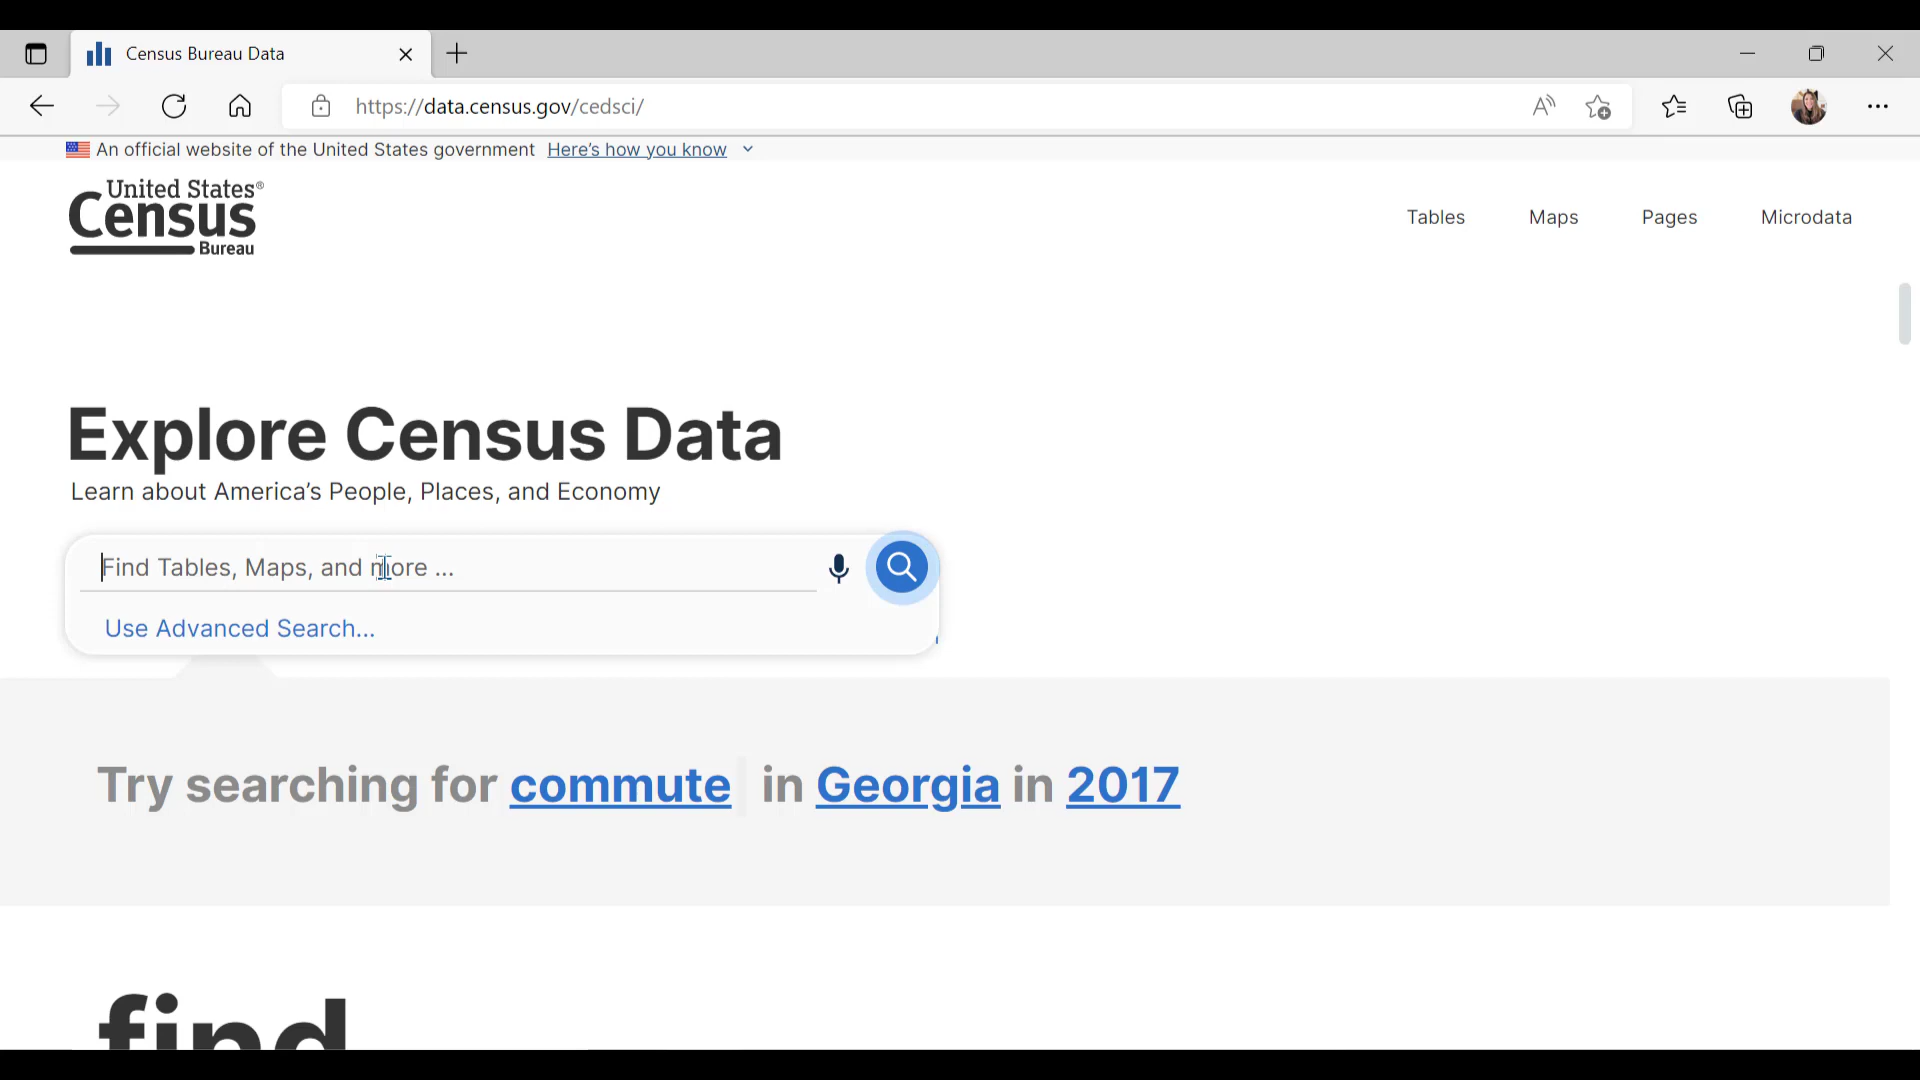 Census Bureau Data
https://data.census.gov/cedsci/
An official website of the United States government Here's how you know
United States®
Census
Bureau
Tables Maps Pages Microdata
Explore Census Data
Learn about America's People, Places, and Economy
Find Tables, Maps, and more ...
Use Advanced Search...
Try searching for commute in Georgia in 2017
find